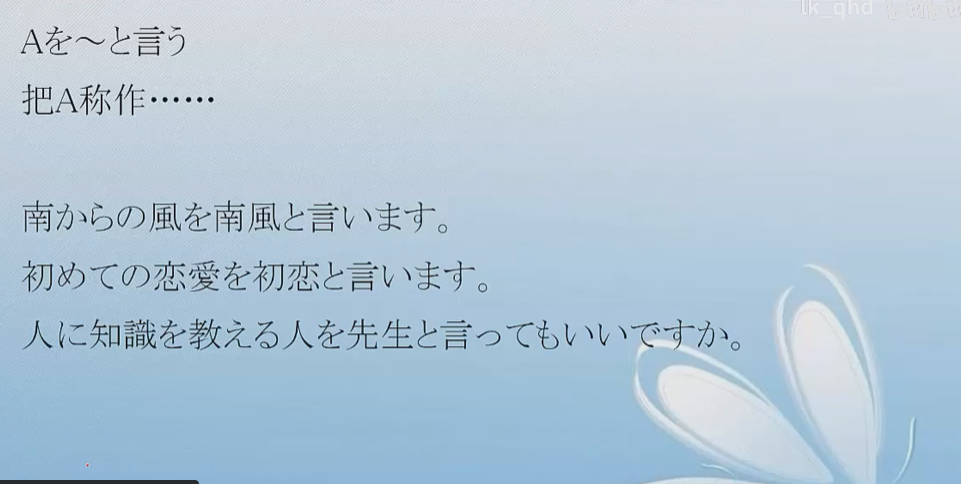 lk_qhd
Aを～と言う
把A称作……
南からの風を南風と言います。
初めての恋愛を初恋と言います。
人に知識を教える人を先生と言ってもいいですか。